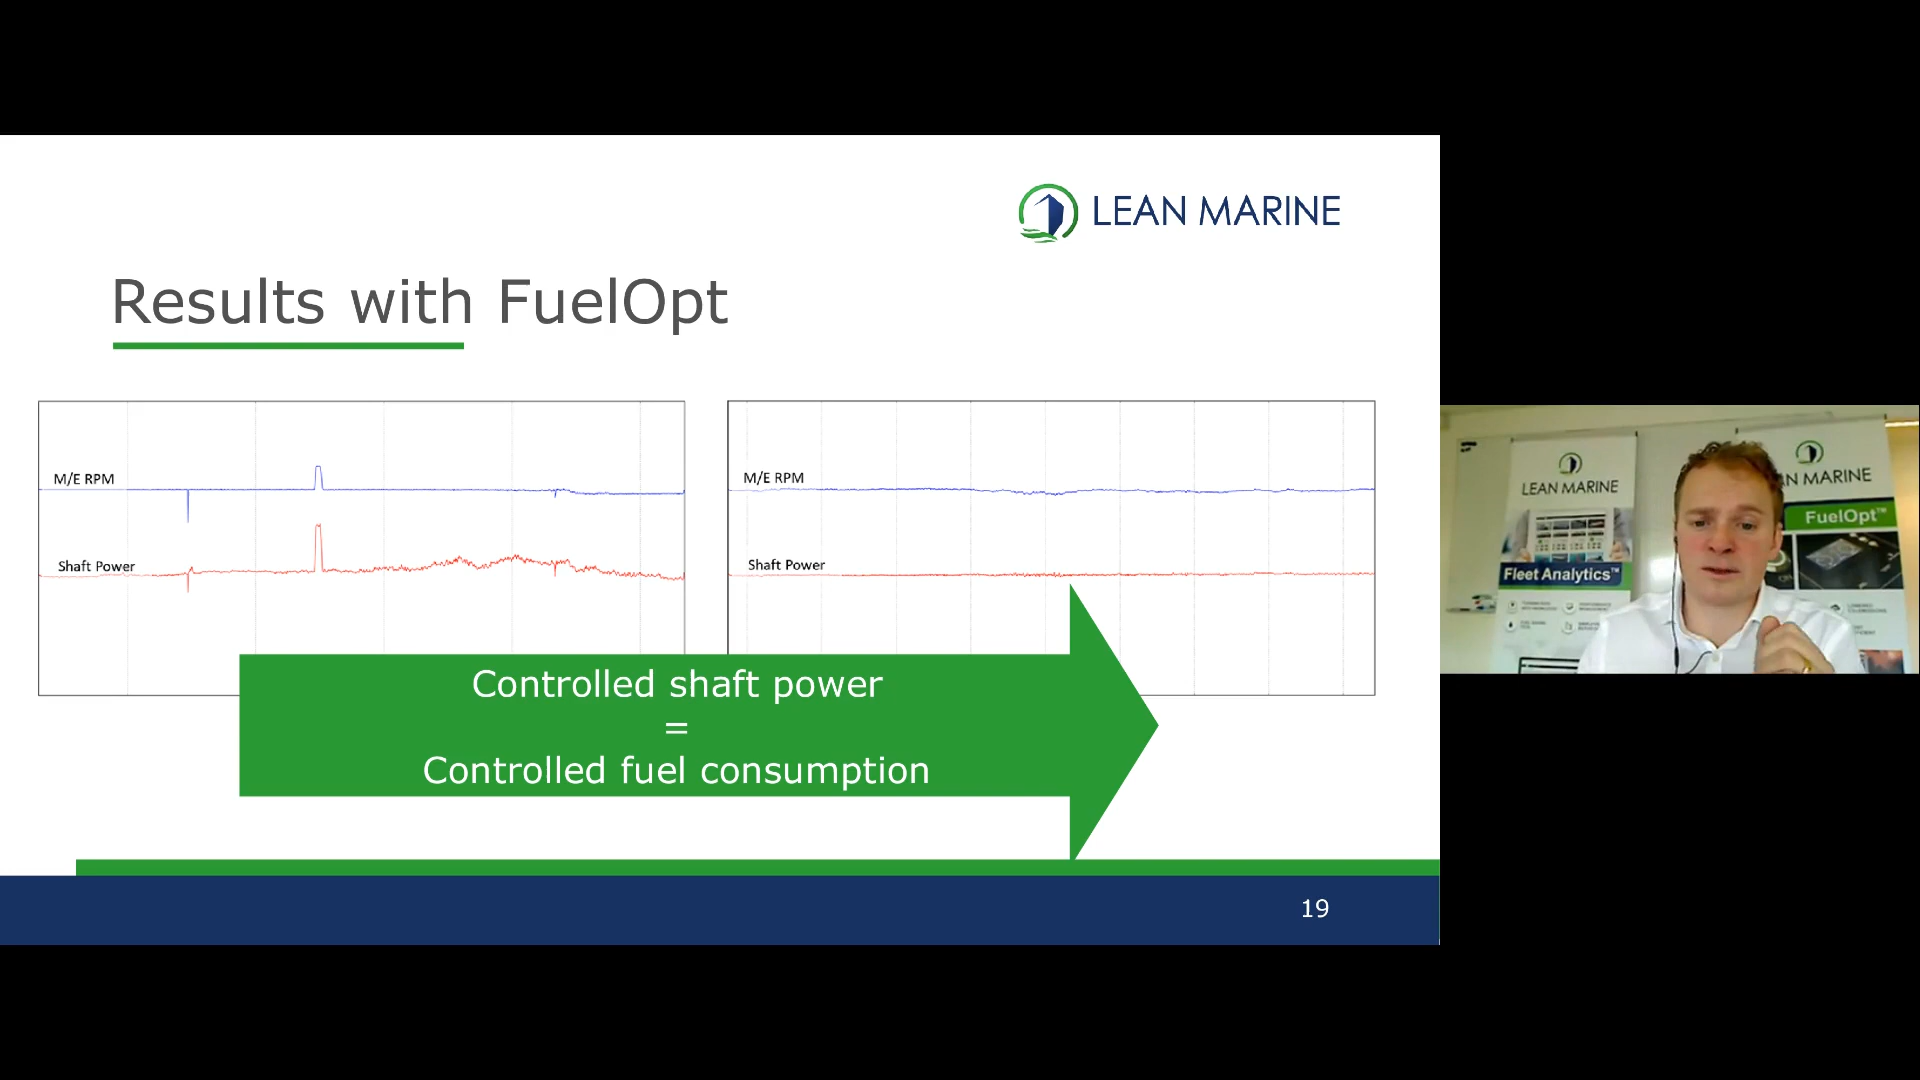 LEAN MARINE
Results with FuelOpt
M/E RPM
Shaft Power
M/E RPM
Shaft Power
Controlled shaft power
=
Controlled fuel consumption
19
LEAN MARINE
Fleet Analytics™
MARINE
FuelOpt™